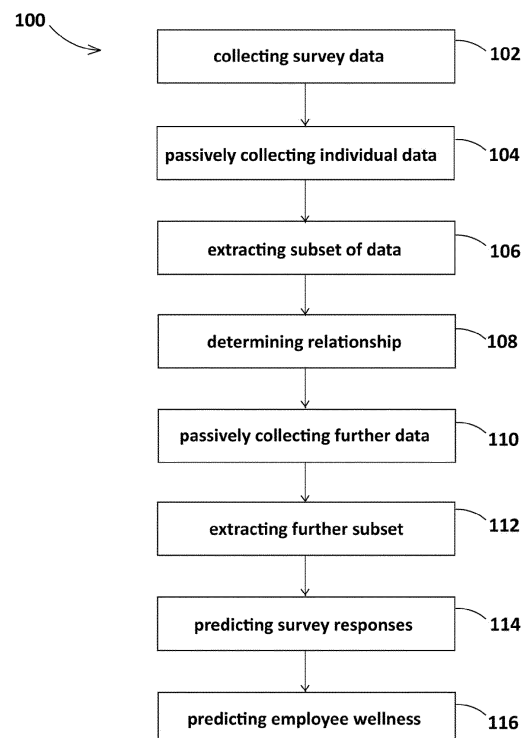 100
collecting survey data
102
passively collecting individual data
104
extracting subset of data
106
determining relationship
108
passively collecting further data
110
extracting further subset
112
predicting survey responses
114
predicting employee wellness
116